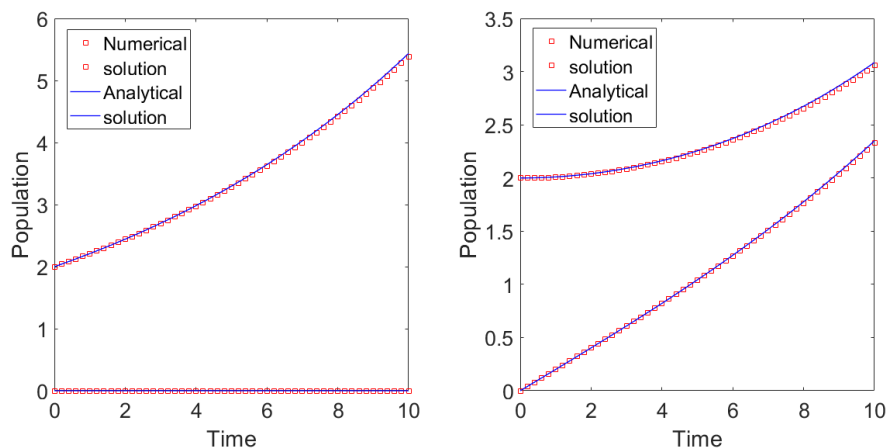 6
5
4
3
2
1
0
Population
Numerical
solution
Analytical
solution
0 2 4 6 8 10
Time
3.5
3
2.5
2
1.5
1
0.5
0
Population
Numerical
solution
Analytical
solution
0 2 4 6 8 10
Time